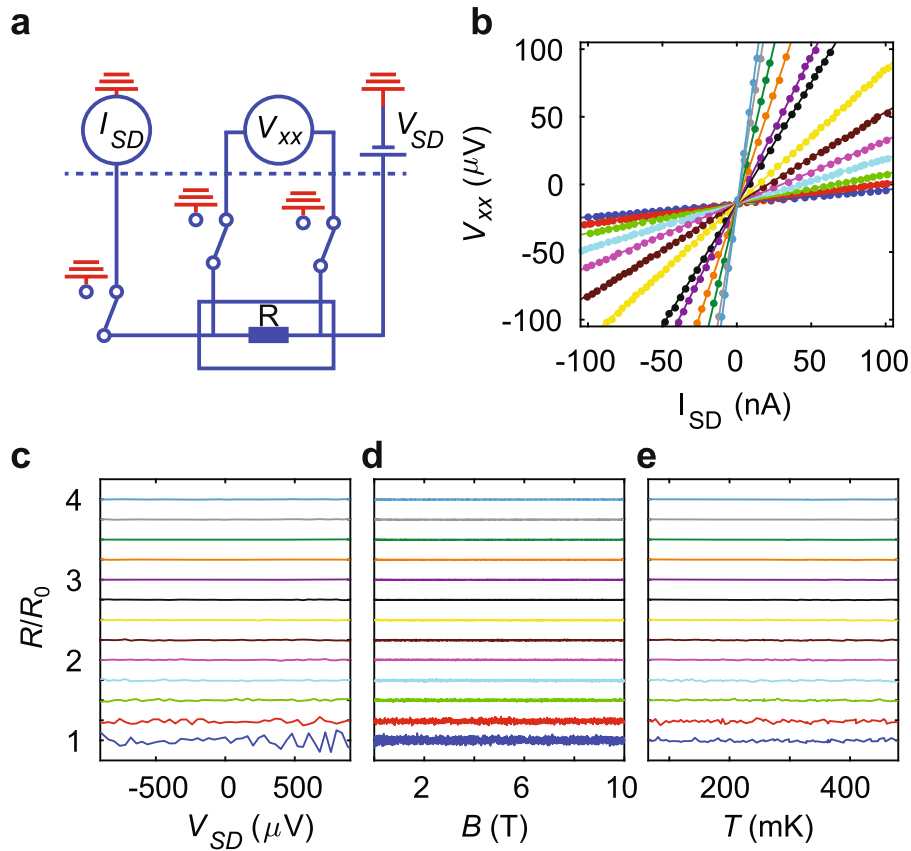 a
I_SD
V_xx
V_SD
R
b
V_xx (μV)
100
50
0
-50
-100
-100 -50 0 50 100
I_SD (nA)
c
R/R_0
4
3
2
1
-500 0 500
V_SD (μV)
d
2 6 10
B (T)
e
200 400
T (mK)